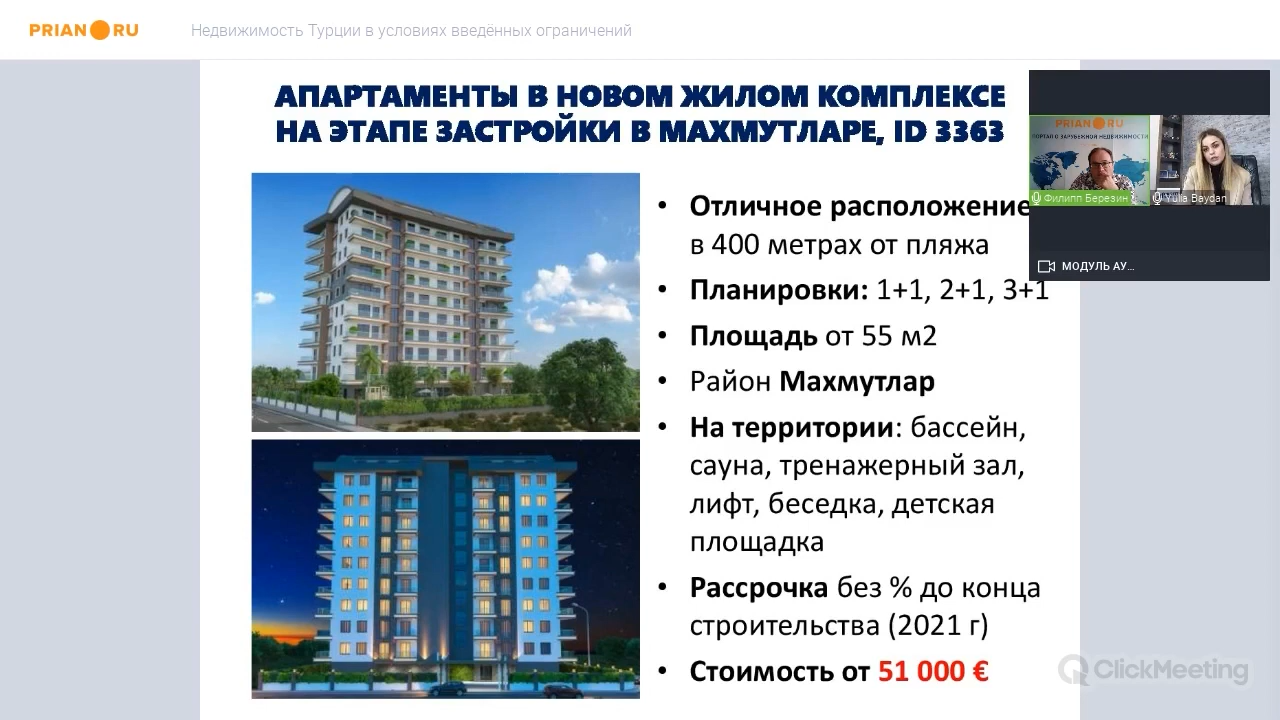 PRIAN RU
Недвижимость Турции в условиях введённых ограничений
АПАРТАМЕНТЫ В НОВОМ ЖИЛОМ КОМПЛЕКСЕ
НА ЭТАПЕ ЗАСТРОЙКИ В МАХМУТЛАРЕ, ID 3363
PRIAN RU
ПОРТАЛ О ЗАРУБЕЖНОЙ НЕДВИЖИМОСТИ
Филипп Березин
Yulia Baydan
МОДУЛЬ АУ...
• Отличное расположение
в 400 метрах от пляжа
• Планировки: 1+1, 2+1, 3+1
• Площадь от 55 м2
• Район Махмутлар
• На территории: бассейн,
сауна, тренажерный зал,
лифт, беседка, детская
площадка
• Рассрочка без % до конца
строительства (2021 г)
• Стоимость от 51 000 €
ClickMeeting